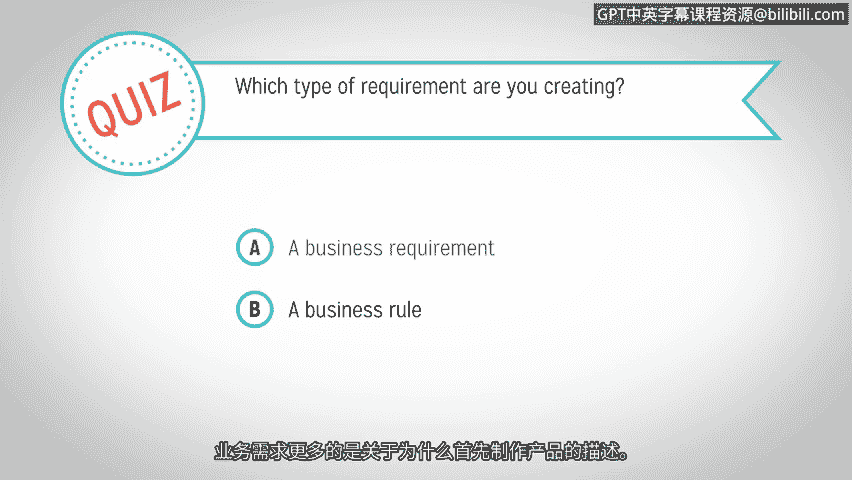 GPT中英字幕课程资源@bilibili.com
QUIZ
Which type of requirement are you creating?
A A business requirement
B A business rule
业务需求更多的是关于为什么首先制作产品的描述。